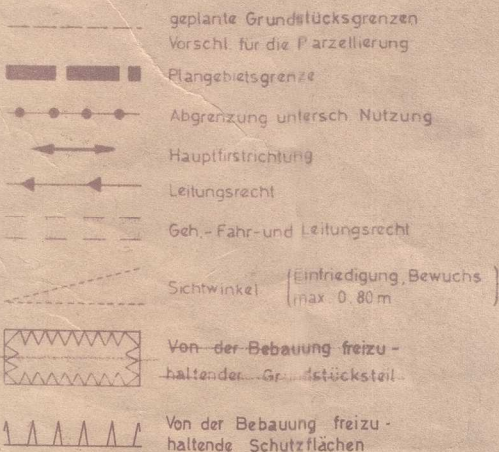 geplante Grundstücksgrenzen
Vorschl. für die Parzellierung
Plangebietsgrenze
Abgrenzung untersch Nutzung
Hauptfirstrichtung
Leitungsrecht
Geh.- Fahr- und Leitungsrecht
Sichtwinkel (Einfriedigung, Bewuchs
max 0,80 m)
Von der Bebauung freizu-
haltender
Von der Bebauung freizu-
haltende Schutzflächen